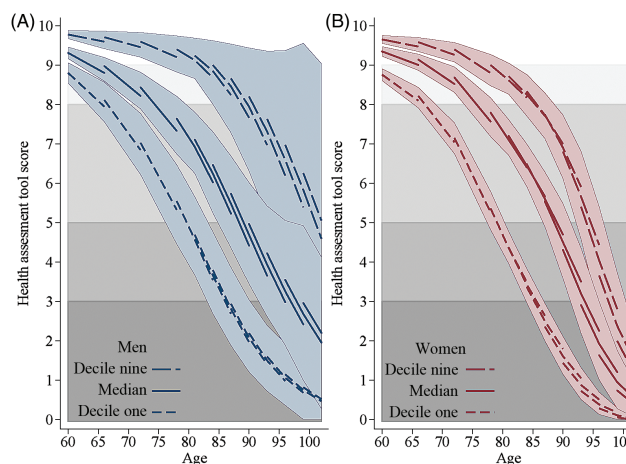 (A)
Health assesment tool score
10
9
8
7
6
5
4
3
2
1
0
Men
Decile nine
Median
Decile one
60 65 70 75 80 85 90 95 100
Age
(B)
Health assesment tool score
10
9
8
7
6
5
4
3
2
1
0
Women
Decile nine
Median
Decile one
60 65 70 75 80 85 90 95 100
Age